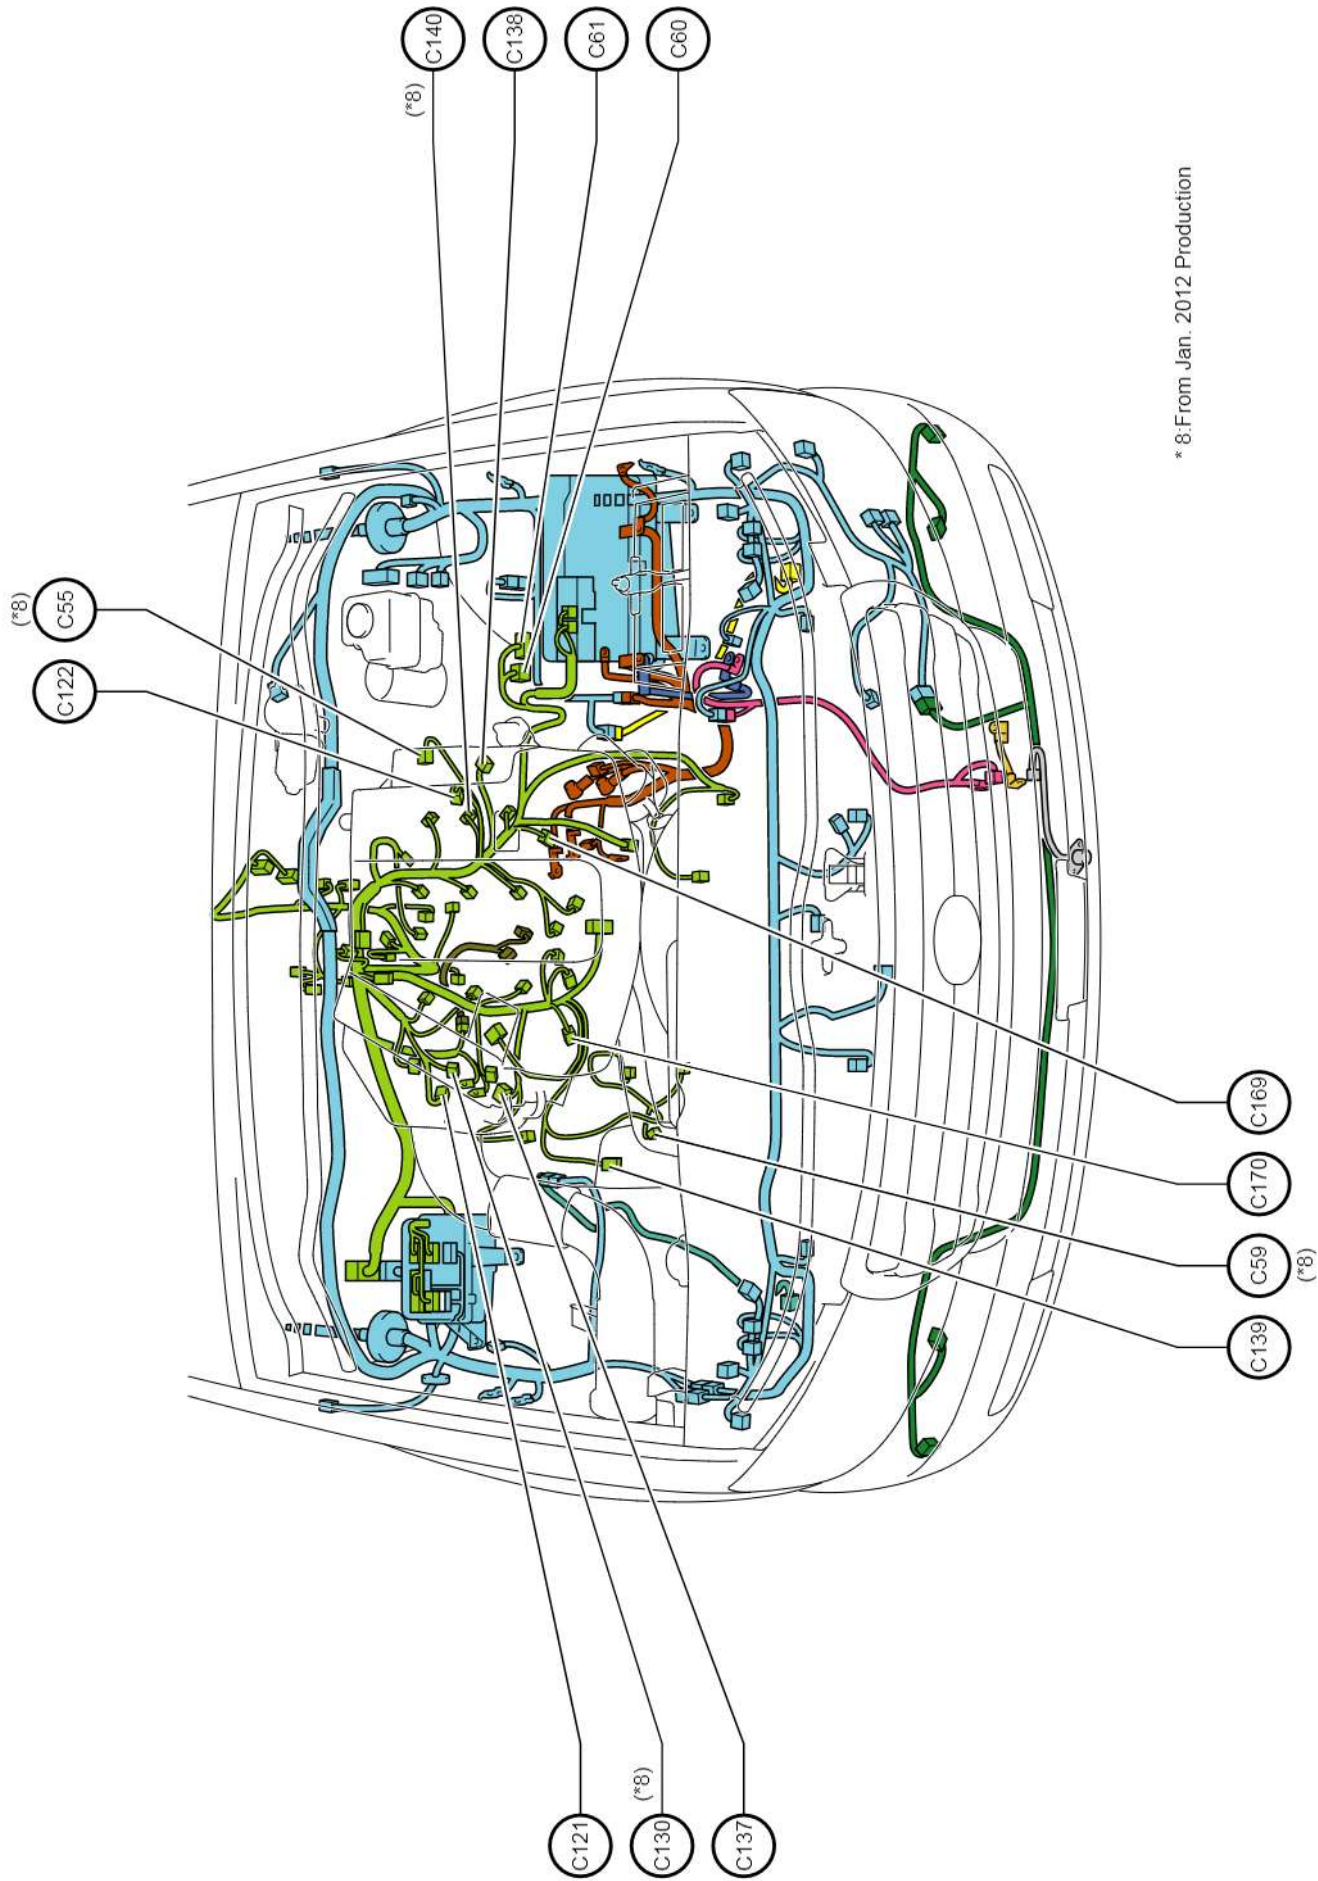 (*8)
C122
C55
(*8)
C140
C138
C61
C60
C121
(*8)
C130
C137
C139
C59
(*8)
C170
C169
* 8:From Jan. 2012 Production